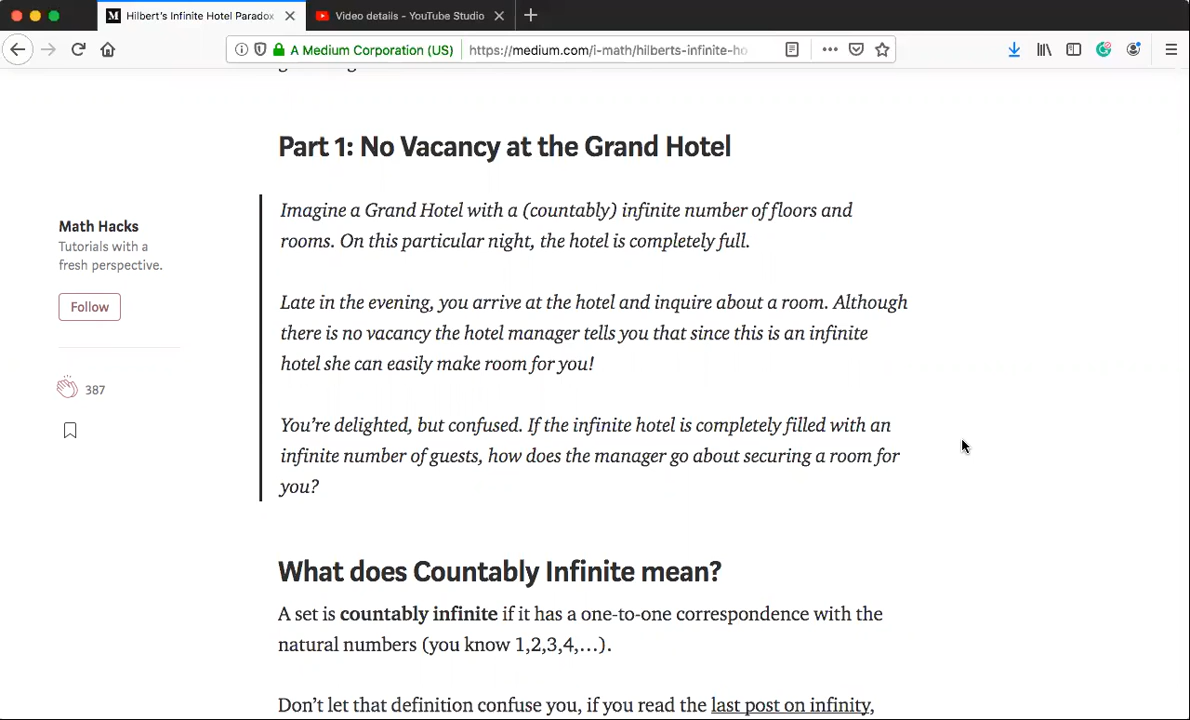 Hilbert's Infinite Hotel Paradox
Video details - YouTube Studio
A Medium Corporation (US)
https://medium.com/i-math/hilberts-infinite-ho
Part 1: No Vacancy at the Grand Hotel
Imagine a Grand Hotel with a (countably) infinite number of floors and
rooms. On this particular night, the hotel is completely full.
Late in the evening, you arrive at the hotel and inquire about a room. Although
there is no vacancy the hotel manager tells you that since this is an infinite
hotel she can easily make room for you!
You're delighted, but confused. If the infinite hotel is completely filled with an
infinite number of guests, how does the manager go about securing a room for
you?
Math Hacks
Tutorials with a
fresh perspective.
Follow
387
What does Countably Infinite mean?
A set is countably infinite if it has a one-to-one correspondence with the
natural numbers (you know 1,2,3,4,…).
Don't let that definition confuse you, if you read the last post on infinity,